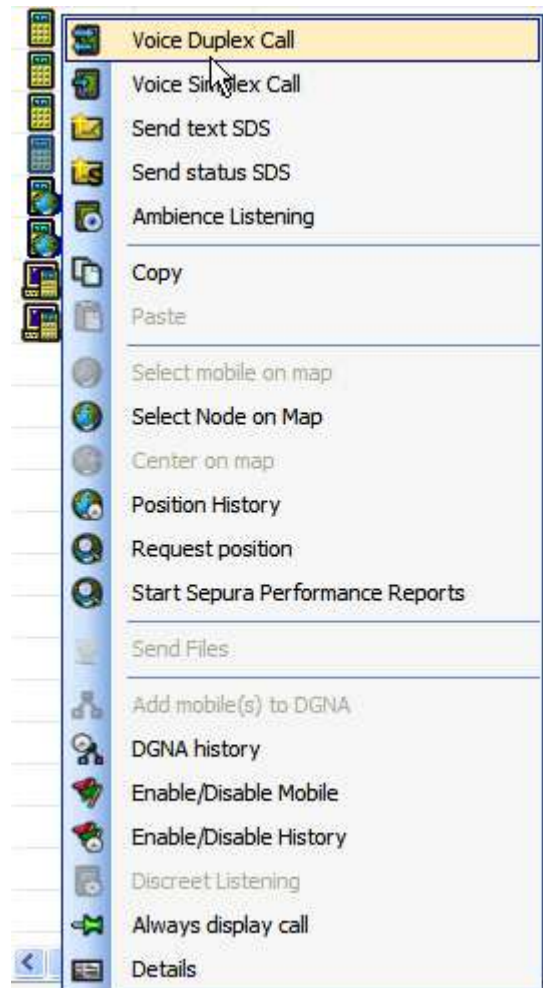 Voice Duplex Call
Voice Simplex Call
Send text SDS
Send status SDS
Ambience Listening
Copy
Paste
Select mobile on map
Select Node on Map
Center on map
Position History
Request position
Start Sepura Performance Reports
Send Files
Add mobile(s) to DGNA
DGNA history
Enable/Disable Mobile
Enable/Disable History
Discreet Listening
Always display call
Details